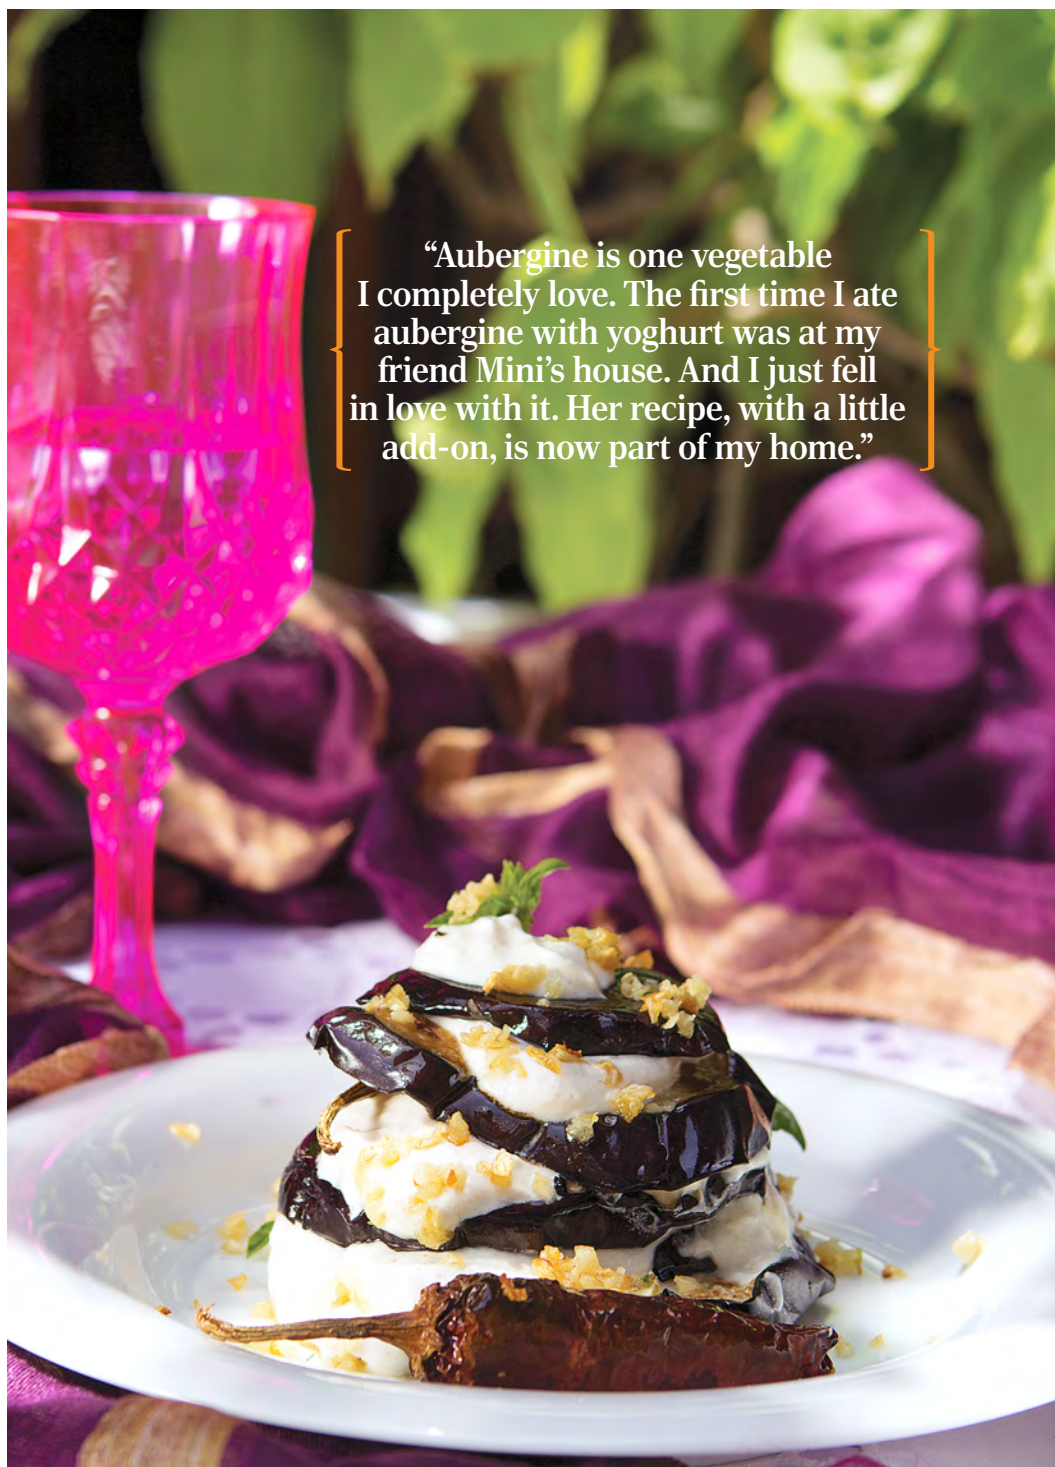 “Aubergine is one vegetable
I completely love. The first time I ate
aubergine with yoghurt was at my
friend Mini’s house. And I just fell
in love with it. Her recipe, with a little
add-on, is now part of my home.”